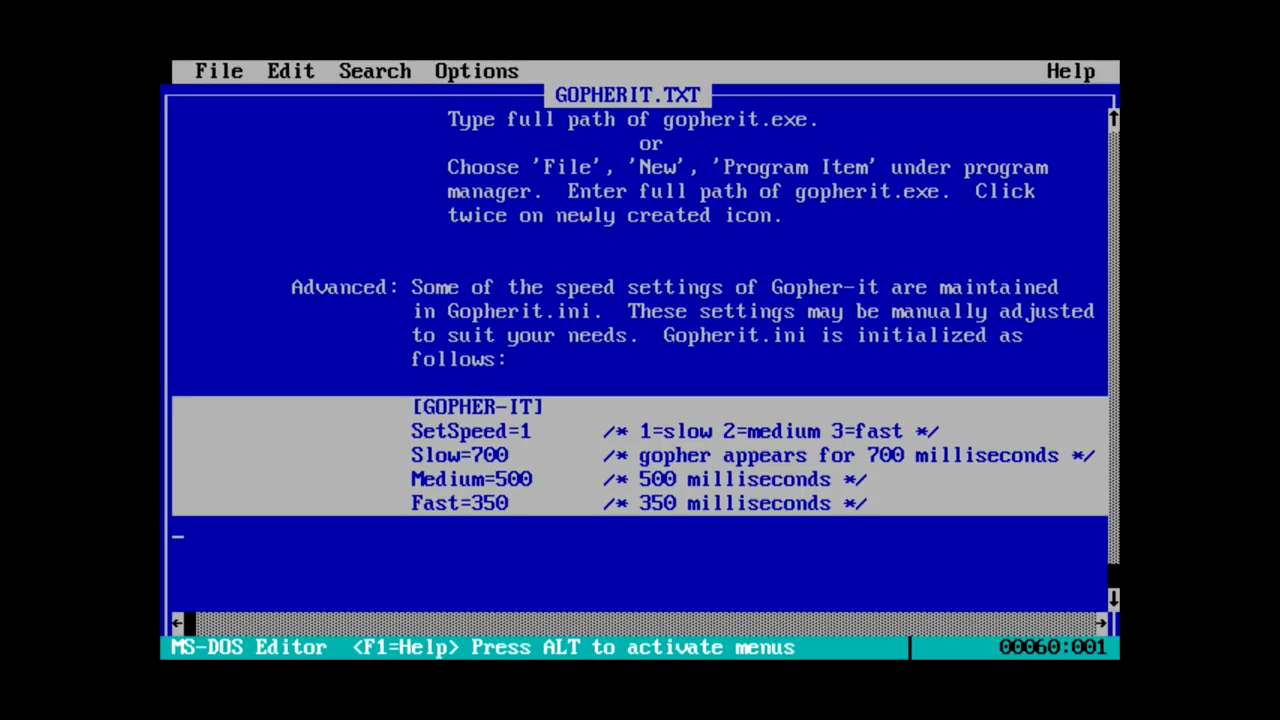 File Edit Search Options Help
GOPHERIT.TXT
Type full path of gopherit.exe.
or
Choose 'File', 'New', 'Program Item' under program
manager. Enter full path of gopherit.exe. Click
twice on newly created icon.
Advanced: Some of the speed settings of Gopher-it are maintained
in Gopherit.ini. These settings may be manually adjusted
to suit your needs. Gopherit.ini is initialized as
follows:
[GOPHER-IT]
SetSpeed=1 /* 1=slow 2=medium 3=fast */
Slow=700 /* gopher appears for 700 milliseconds */
Medium=500 /* 500 milliseconds */
Fast=350 /* 350 milliseconds */
MS-DOS Editor <F1=Help> Press ALT to activate menus 00060:001